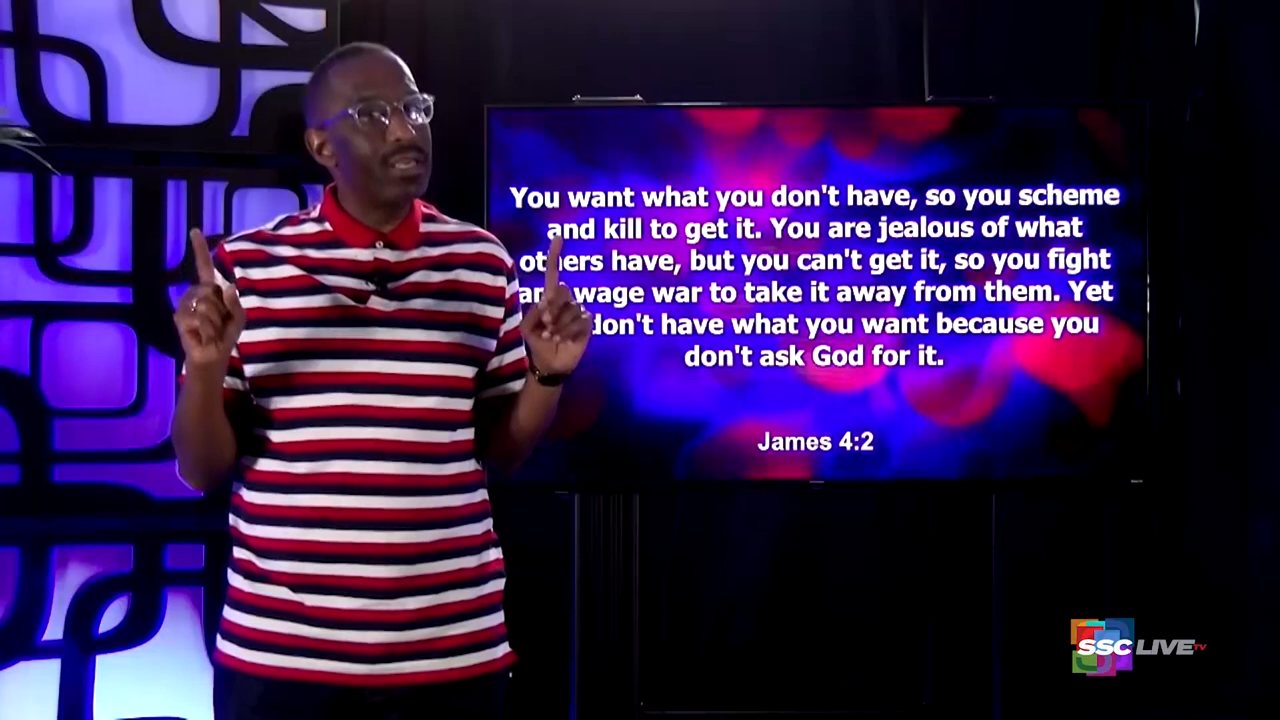 You want what you don't have, so you scheme
and kill to get it. You are jealous of what
others have, but you can't get it, so you fight
wage war to take it away from them. Yet
don't have what you want because you
don't ask God for it.
James 4:2
SSC LIVE TV